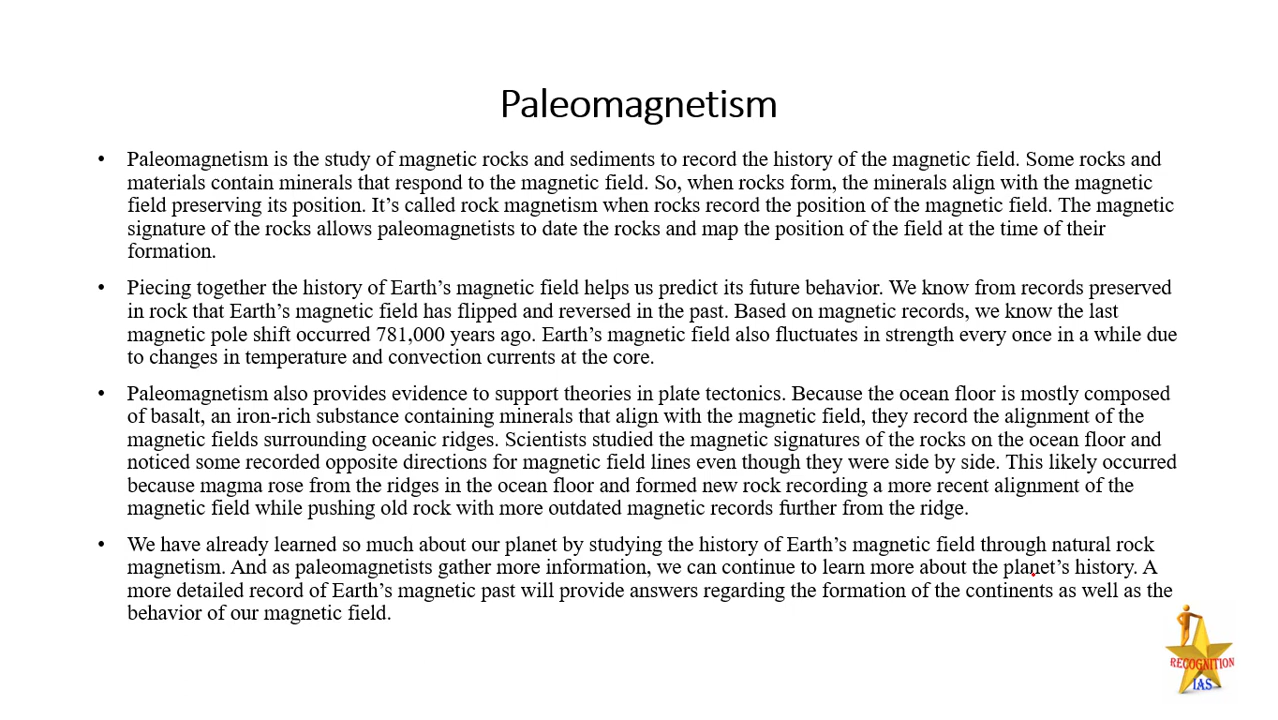 Paleomagnetism
• Paleomagnetism is the study of magnetic rocks and sediments to record the history of the magnetic field. Some rocks and
materials contain minerals that respond to the magnetic field. So, when rocks form, the minerals align with the magnetic
field preserving its position. It’s called rock magnetism when rocks record the position of the magnetic field. The magnetic
signature of the rocks allows paleomagnetists to date the rocks and map the position of the field at the time of their
formation.
• Piecing together the history of Earth’s magnetic field helps us predict its future behavior. We know from records preserved
in rock that Earth’s magnetic field has flipped and reversed in the past. Based on magnetic records, we know the last
magnetic pole shift occurred 781,000 years ago. Earth’s magnetic field also fluctuates in strength every once in a while due
to changes in temperature and convection currents at the core.
• Paleomagnetism also provides evidence to support theories in plate tectonics. Because the ocean floor is mostly composed
of basalt, an iron-rich substance containing minerals that align with the magnetic field, they record the alignment of the
magnetic fields surrounding oceanic ridges. Scientists studied the magnetic signatures of the rocks on the ocean floor and
noticed some recorded opposite directions for magnetic field lines even though they were side by side. This likely occurred
because magma rose from the ridges in the ocean floor and formed new rock recording a more recent alignment of the
magnetic field while pushing old rock with more outdated magnetic records further from the ridge.
• We have already learned so much about our planet by studying the history of Earth’s magnetic field through natural rock
magnetism. And as paleomagnetists gather more information, we can continue to learn more about the planet’s history. A
more detailed record of Earth’s magnetic past will provide answers regarding the formation of the continents as well as the
behavior of our magnetic field.
RECOGNITION
IAS